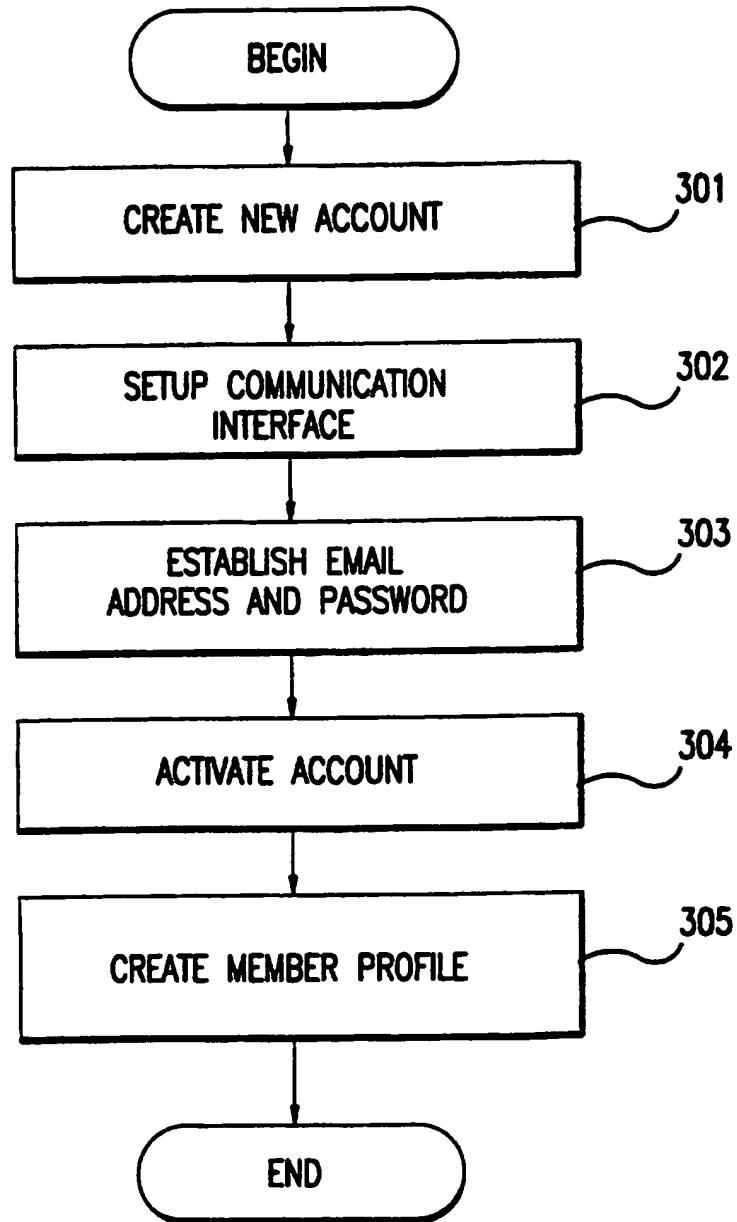 BEGIN
CREATE NEW ACCOUNT
301
SETUP COMMUNICATION
INTERFACE
302
ESTABLISH EMAIL
ADDRESS AND PASSWORD
303
ACTIVATE ACCOUNT
304
CREATE MEMBER PROFILE
305
END